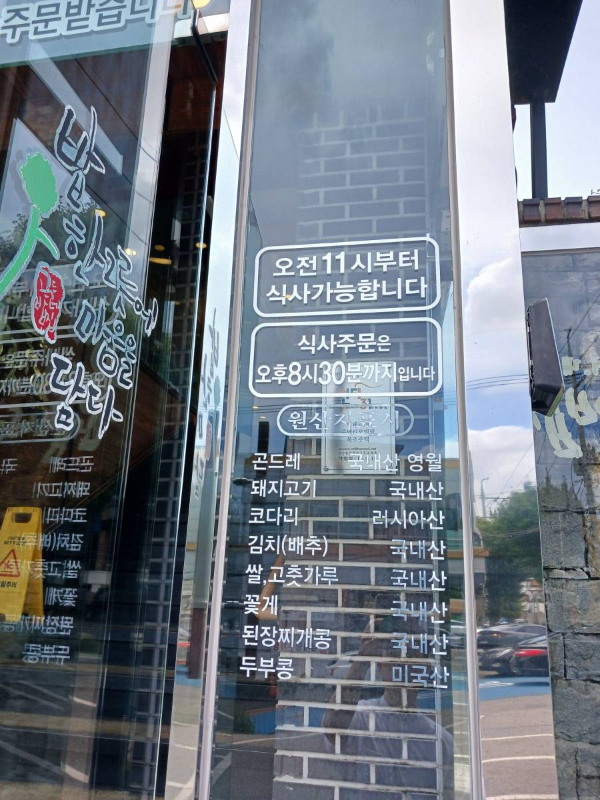 주문받습니다
밥 한그릇에
마음을
담다
오전 11시부터
식사가능합니다
식사주문은
오후8시30분까지입니다
원산지표시
곤드레 국내산 영월
돼지고기 국내산
코다리 러시아산
김치(배추) 국내산
쌀,고춧가루 국내산
꽃게 국내산
된장찌개콩 국내산
두부콩 미국산